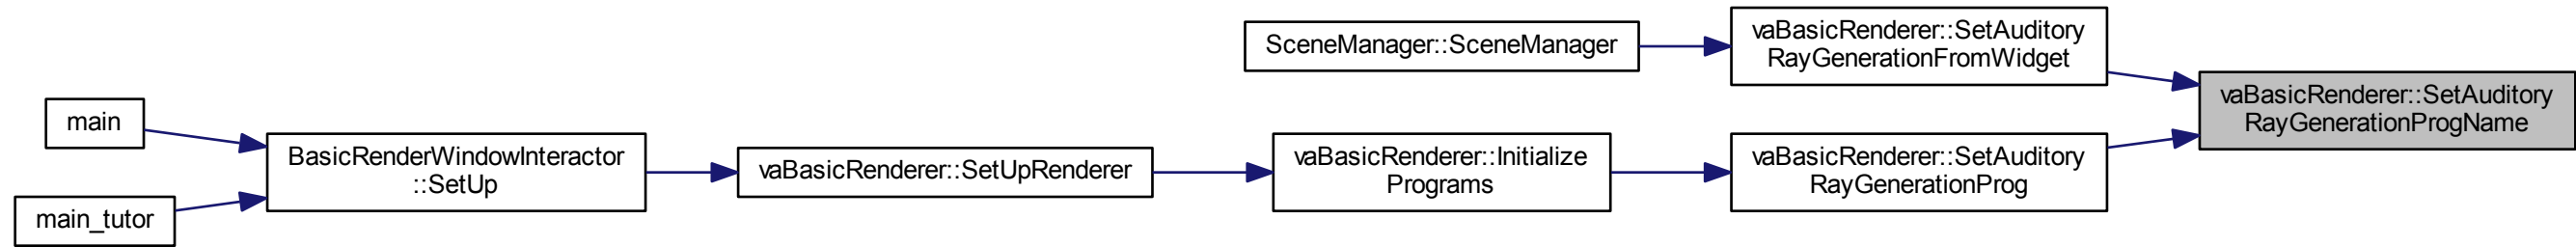 main
main_tutor
BasicRenderWindowInteractor
::SetUp
vaBasicRenderer::SetUpRenderer
vaBasicRenderer::Initialize
Programs
SceneManager::SceneManager
vaBasicRenderer::SetAuditory
RayGenerationFromWidget
vaBasicRenderer::SetAuditory
RayGenerationProg
vaBasicRenderer::SetAuditory
RayGenerationProgName